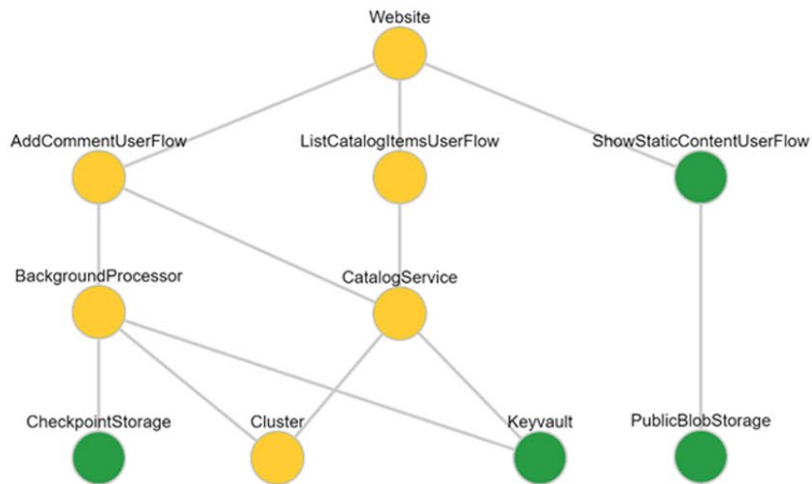 Website
AddCommentUserFlow
ListCatalogItemsUserFlow
ShowStaticContentUserFlow
BackgroundProcessor
CatalogService
CheckpointStorage
Cluster
Keyvault
PublicBlobStorage